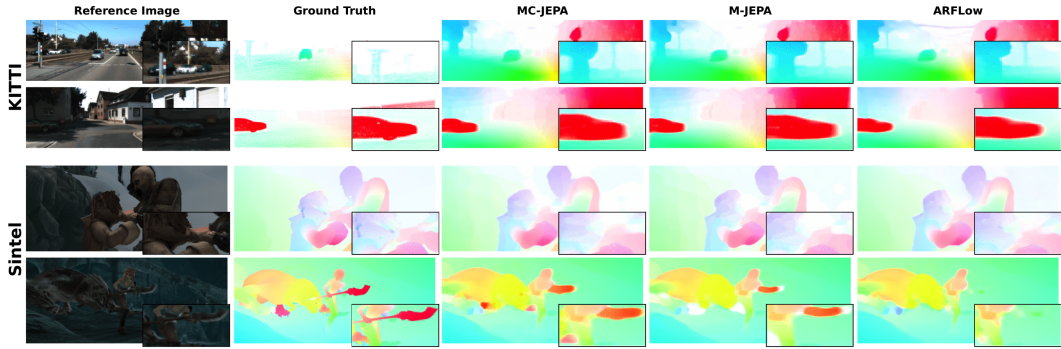 Reference Image Ground Truth MC-JEPA M-JEPA ARFLow
KITTI
Sintel